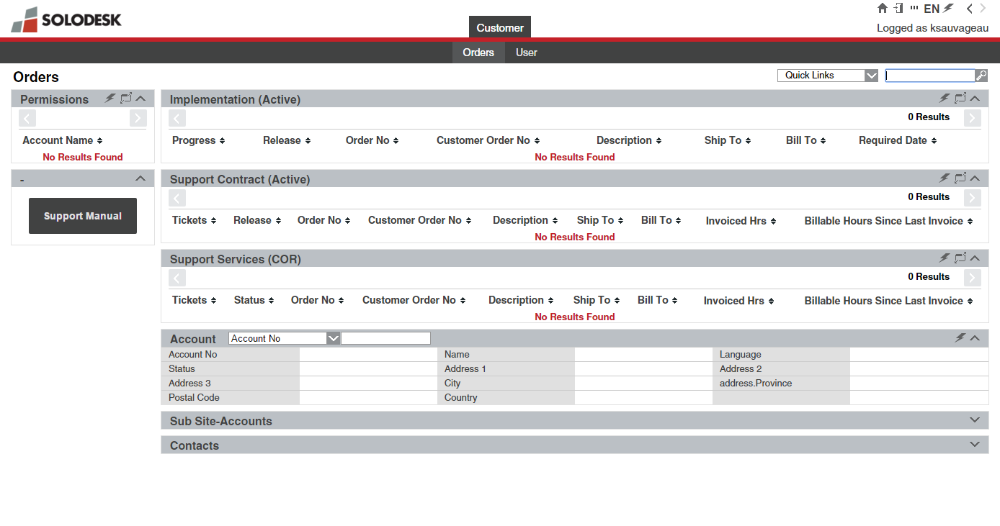 SOLODESK
EN
Customer
Logged as ksauvageau
Orders User
Orders
Quick Links
Permissions
Account Name
No Results Found
-
Support Manual
Implementation (Active)
0 Results
Progress Release Order No Customer Order No Description Ship To Bill To Required Date
No Results Found
Support Contract (Active)
0 Results
Tickets Release Order No Customer Order No Description Ship To Bill To Invoiced Hrs Billable Hours Since Last Invoice
No Results Found
Support Services (COR)
0 Results
Tickets Status Order No Customer Order No Description Ship To Bill To Invoiced Hrs Billable Hours Since Last Invoice
No Results Found
Account Account No
Account No Name Language
Status Address 1 Address 2
Address 3 City address.Province
Postal Code Country
Sub Site-Accounts
Contacts